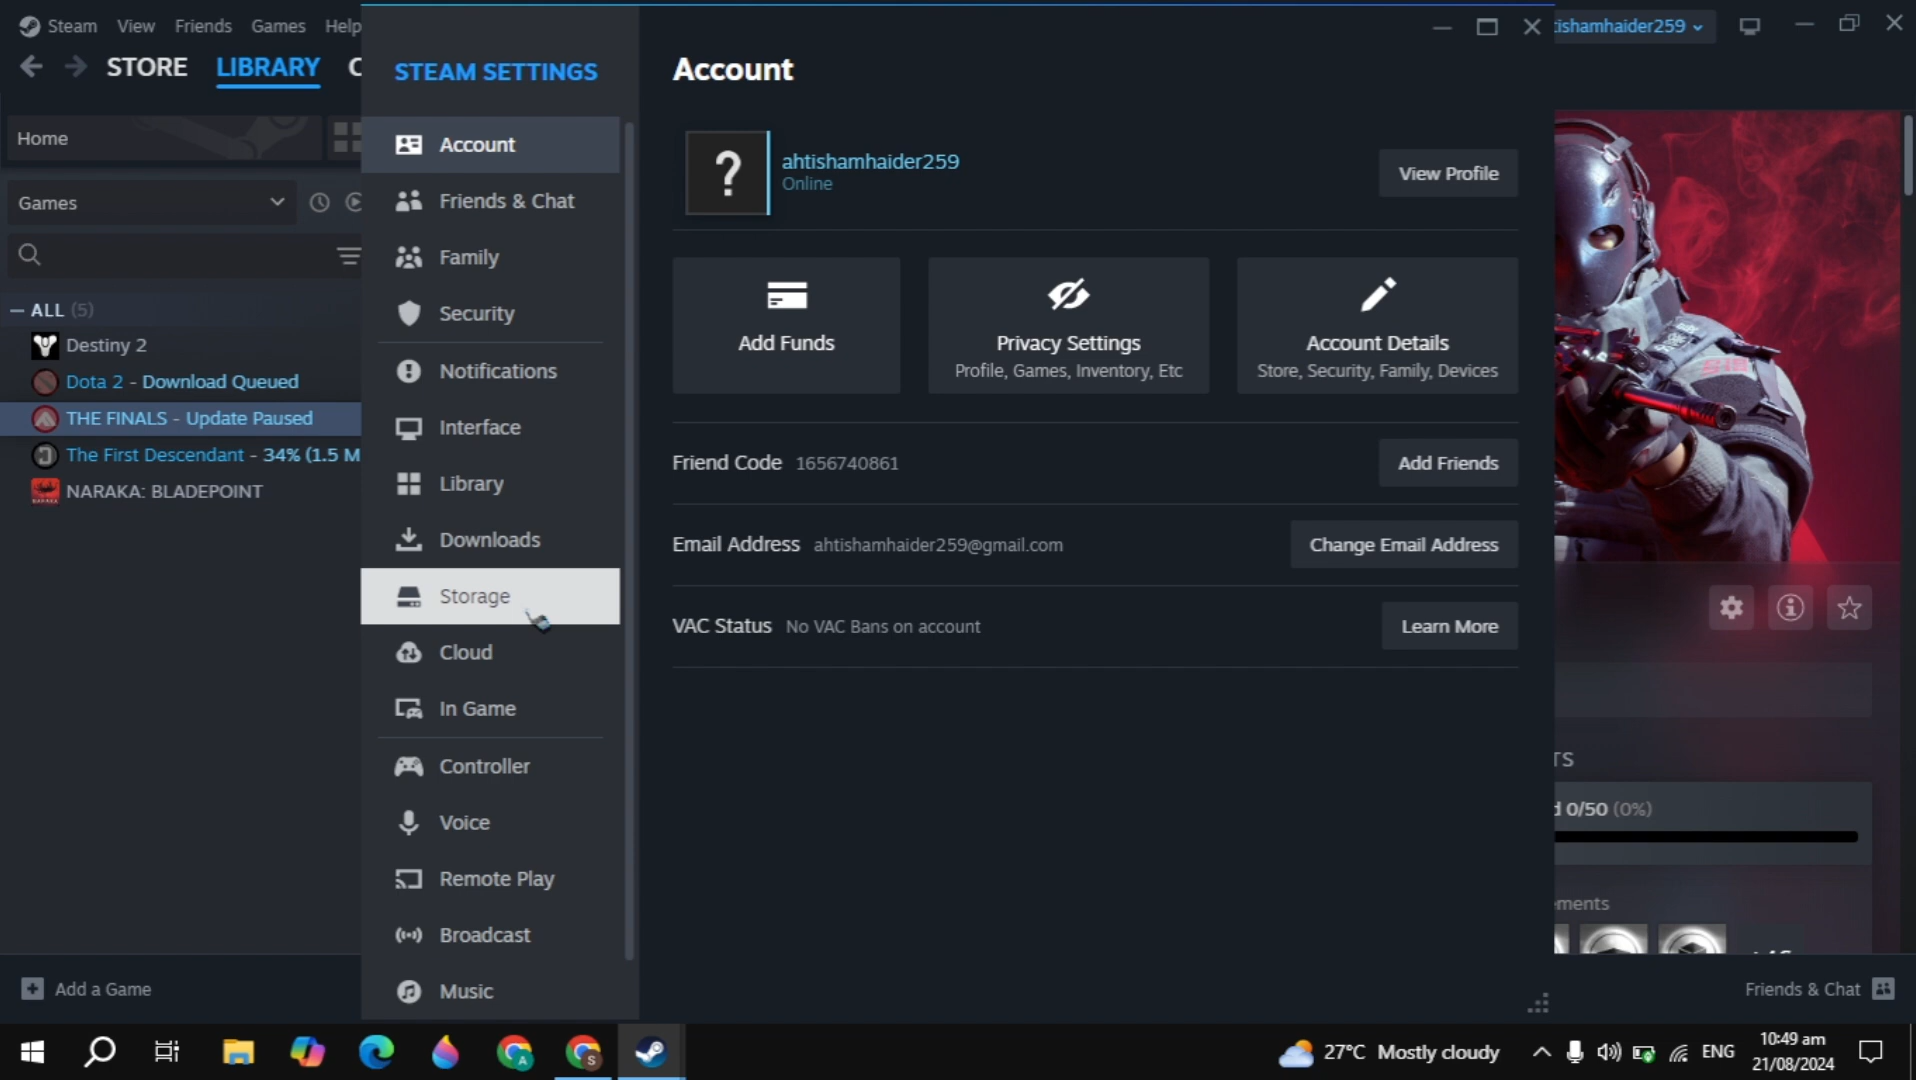 Steam View Friends Games Help
ishamhaider259
STORE LIBRARY C
Home
Games
ALL (5)
Destiny 2
Dota 2 - Download Queued
THE FINALS - Update Paused
The First Descendant - 34% (1.5 M
NARAKA: BLADEPOINT
Add a Game
STEAM SETTINGS
Account
Friends & Chat
Family
Security
Notifications
Interface
Library
Downloads
Storage
Cloud
In Game
Controller
Voice
Remote Play
Broadcast
Music
Account
?
ahtishamhaider259
Online
View Profile
Add Funds
Privacy Settings
Profile, Games, Inventory, Etc
Account Details
Store, Security, Family, Devices
Friend Code 1656740861
Add Friends
Email Address ahtishamhaider259@gmail.com
Change Email Address
VAC Status No VAC Bans on account
Learn More
TS
d 0/50 (0%)
ements
Friends & Chat
27°C Mostly cloudy
ENG
10:49 am
21/08/2024